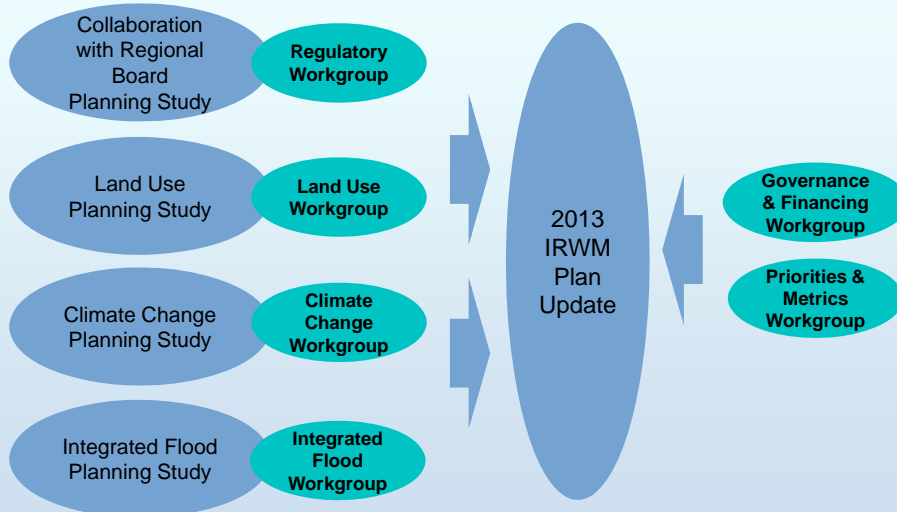 Collaboration
with Regional
Board
Planning Study
Regulatory
Workgroup
Land Use
Planning Study
Land Use
Workgroup
Climate Change
Planning Study
Climate
Change
Workgroup
Integrated Flood
Planning Study
Integrated
Flood
Workgroup
2013
IRWM
Plan
Update
Governance
& Financing
Workgroup
Priorities &
Metrics
Workgroup